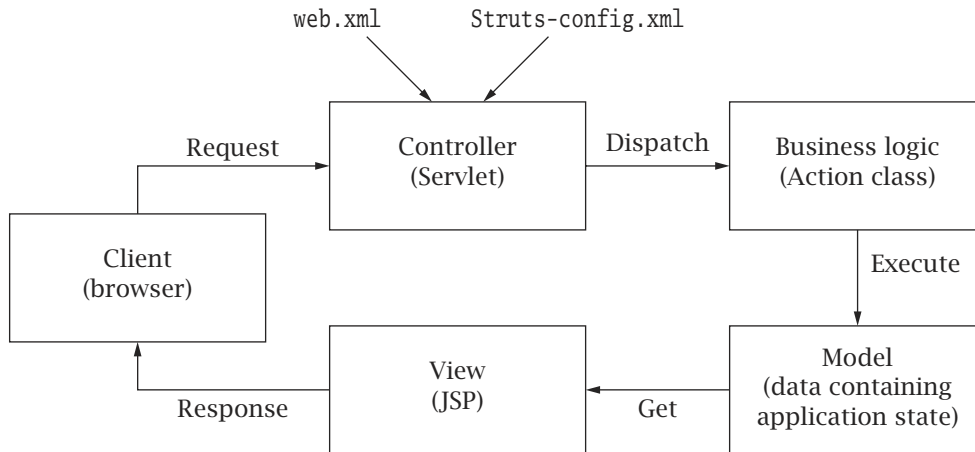 web.xml
Struts-config.xml
Request
Controller
(Servlet)
Dispatch
Business logic
(Action class)
Client
(browser)
Execute
View
(JSP)
Model
(data containing
application state)
Response
Get